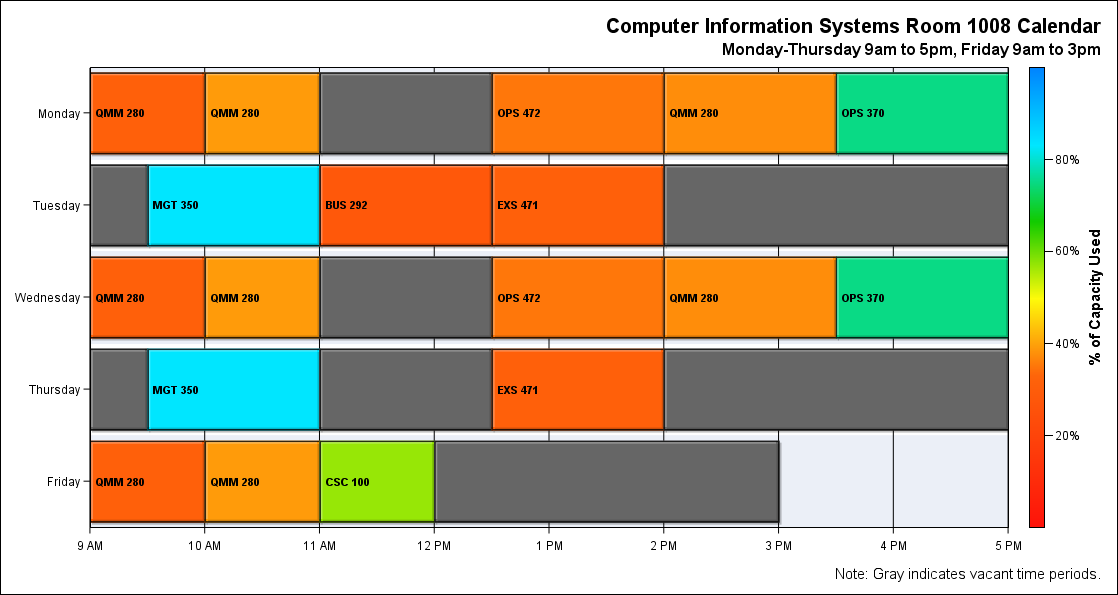 Computer Information Systems Room 1008 Calendar
Monday-Thursday 9am to 5pm, Friday 9am to 3pm
Monday
QMM 280
QMM 280
OPS 472
QMM 280
OPS 370
Tuesday
MGT 350
BUS 292
EXS 471
Wednesday
QMM 280
QMM 280
OPS 472
QMM 280
OPS 370
Thursday
MGT 350
EXS 471
Friday
QMM 280
QMM 280
CSC 100
9 AM
10 AM
11 AM
12 PM
1 PM
2 PM
3 PM
4 PM
5 PM
80%
60%
40%
20%
% of Capacity Used
Note: Gray indicates vacant time periods.